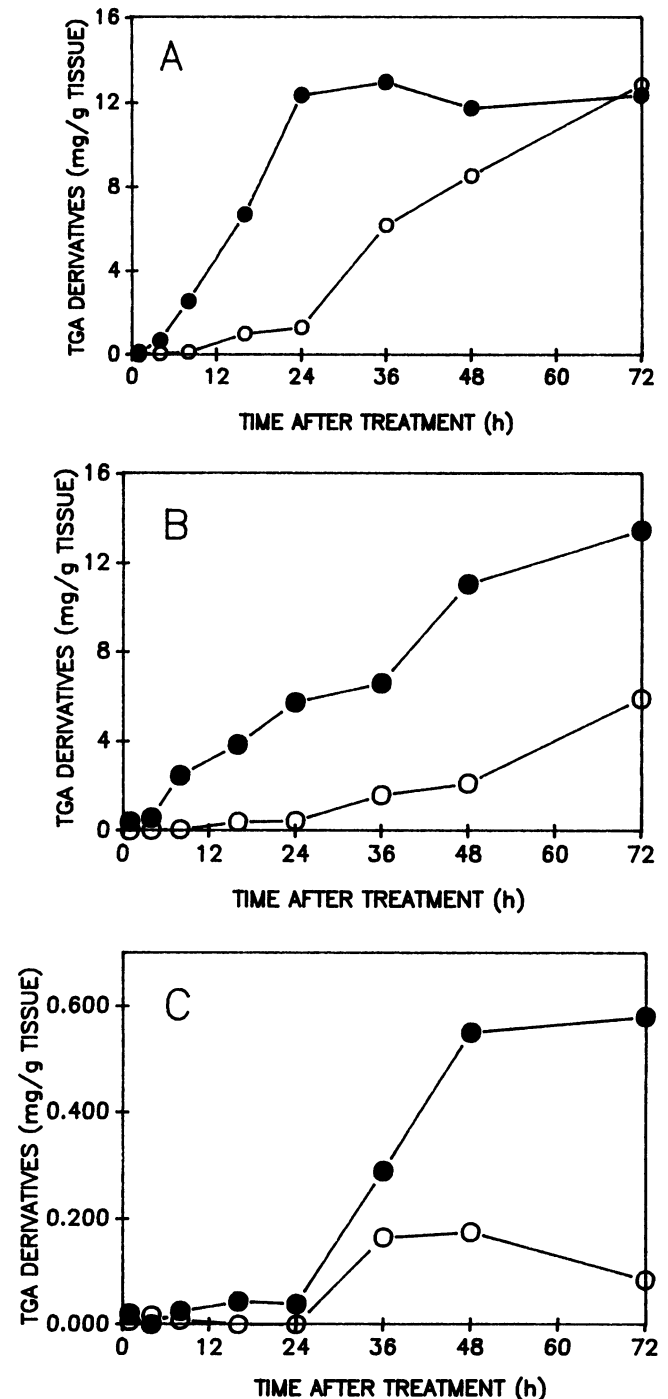 A
TGA DERIVATIVES (mg/g TISSUE)
16
12
8
4
0
0 12 24 36 48 60 72
TIME AFTER TREATMENT (h)
B
TGA DERIVATIVES (mg/g TISSUE)
16
12
8
4
0
0 12 24 36 48 60 72
TIME AFTER TREATMENT (h)
C
TGA DERIVATIVES (mg/g TISSUE)
0.600
0.400
0.200
0.000
0 12 24 36 48 60 72
TIME AFTER TREATMENT (h)